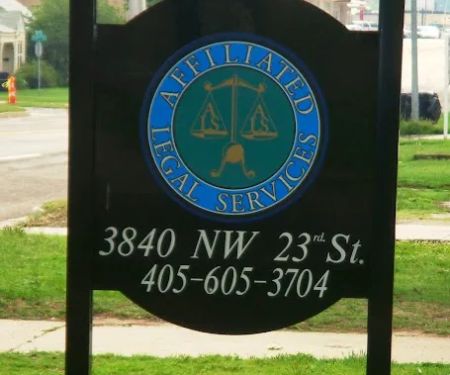 AFFILIATED
LEGAL SERVICES
3840 NW 23rd St.
405-605-3704